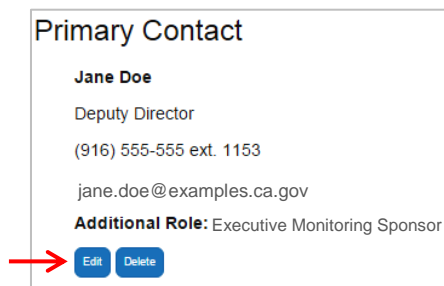 Primary Contact
Jane Doe
Deputy Director
(916) 555-555 ext. 1153
jane.doe@examples.ca.gov
Additional Role: Executive Monitoring Sponsor
Edit Delete